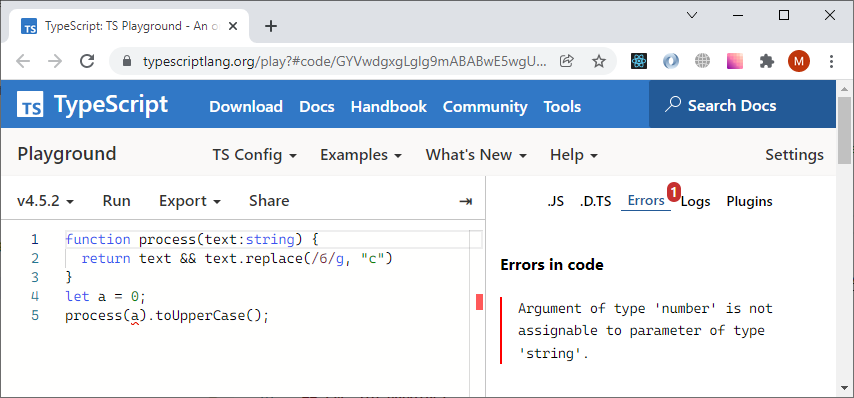 TS TypeScript: TS Playground - An o
typescriptlang.org/play?#code/GYVwdgxgLglg9mABABwE5wgU...
M
TS TypeScript Download Docs Handbook Community Tools Search Docs
Playground TS Config Examples What's New Help Settings
v4.5.2 Run Export Share
.JS .D.TS Errors 1 Logs Plugins
1 function process(text:string) {
2 return text && text.replace(/6/g, "c")
3 }
4 let a = 0;
5 process(a).toUpperCase();
Errors in code
Argument of type 'number' is not
assignable to parameter of type
'string'.